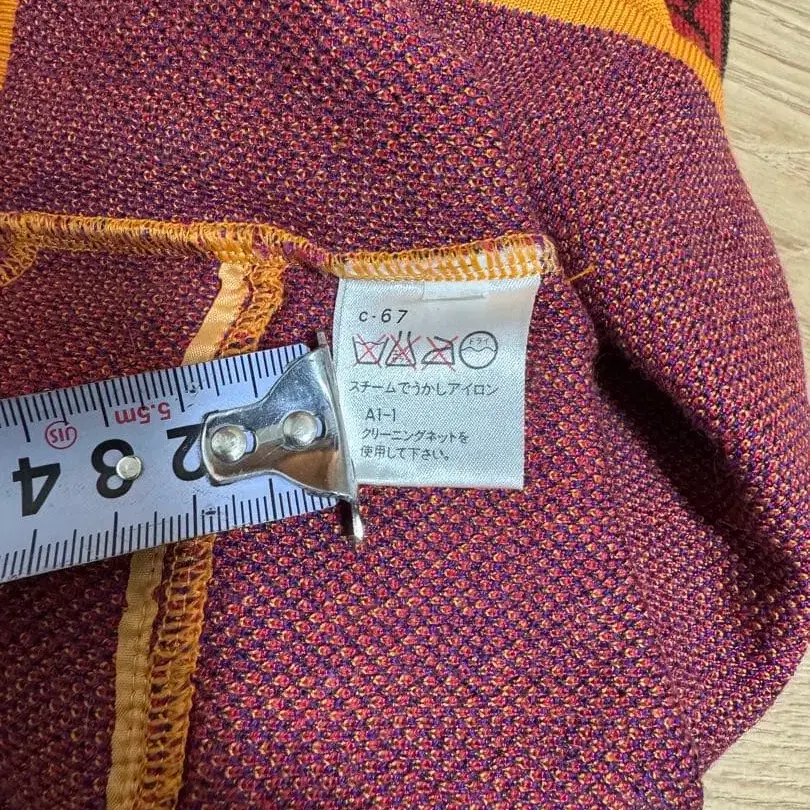 c-67
ドライ
スチームでうかしアイロン
A1-1
クリーニングネットを
使用して下さい。
JIS
5.5m
2
3
4